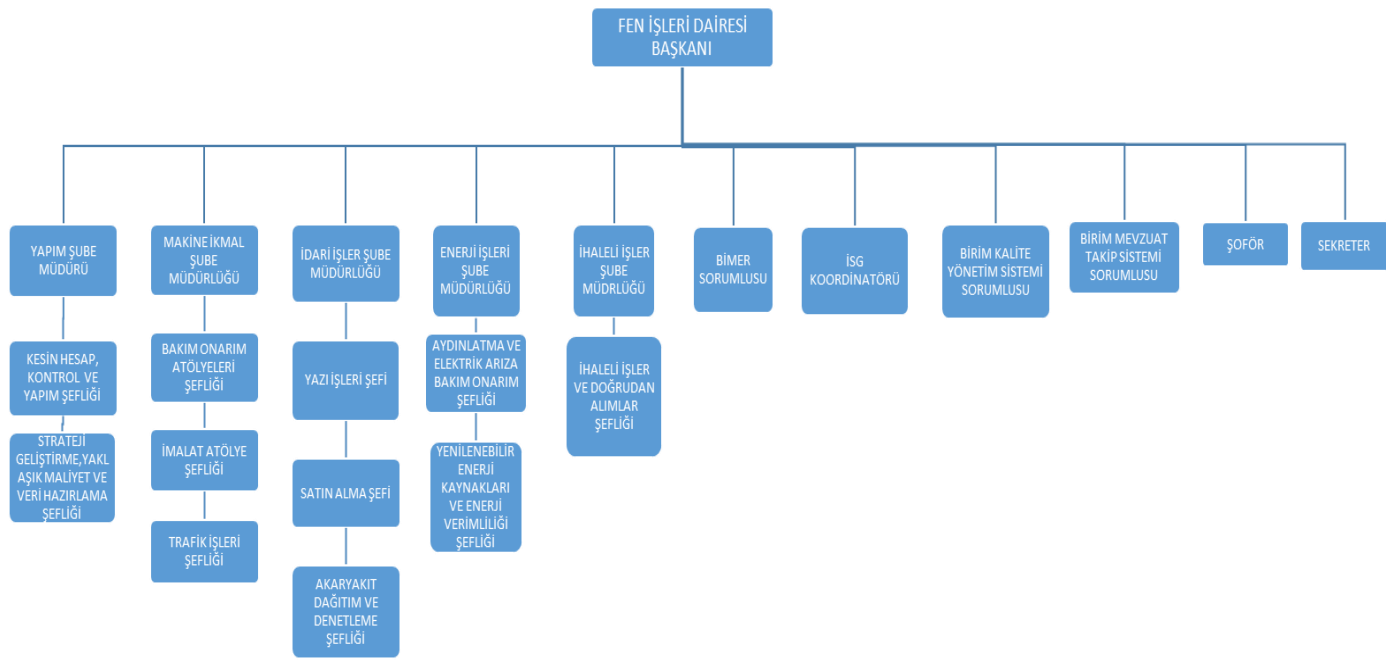 FEN İŞLERİ DAİRESİ
BAŞKANI
YAPIM ŞUBE
MÜDÜRÜ
MAKİNE İKMAL
ŞUBE
MÜDÜRLÜĞÜ
İDARİ İŞLER ŞUBE
MÜDÜRLÜĞÜ
ENERJİ İŞLERİ
ŞUBE
MÜDÜRLÜĞÜ
İHALELİ İŞLER
ŞUBE
MÜDRLÜĞÜ
BİMER
SORUMLUSU
İSG
KOORDİNATÖRÜ
BİRİM KALİTE
YÖNETİM SİSTEMİ
SORUMLUSU
BİRİM MEVZUAT
TAKİP SİSTEMİ
SORUMLUSU
ŞOFÖR
SEKRETER
KESİN HESAP,
KONTROL VE
YAPIM ŞEFLİĞİ
STRATEJİ
GELİŞTİRME,YAKL
AŞIK MALİYET VE
VERİ HAZIRLAMA
ŞEFLİĞİ
BAKIM ONARIM
ATÖLYELERİ
ŞEFLİĞİ
İMALAT ATÖLYE
ŞEFLİĞİ
TRAFİK İŞLERİ
ŞEFLİĞİ
YAZI İŞLERİ ŞEFİ
SATIN ALMA ŞEFİ
AKARYAKIT
DAĞITIM VE
DENETLEME
ŞEFLİĞİ
AYDINLATMA VE
ELEKTRİK ARIZA
BAKIM ONARIM
ŞEFLİĞİ
YENİLENEBİLİR
ENERJİ
KAYNAKLARI
VE ENERJİ
VERİMLİLİĞİ
ŞEFLİĞİ
İHALELİ İŞLER
VE DOĞRUDAN
ALIMLAR
ŞEFLİĞİ